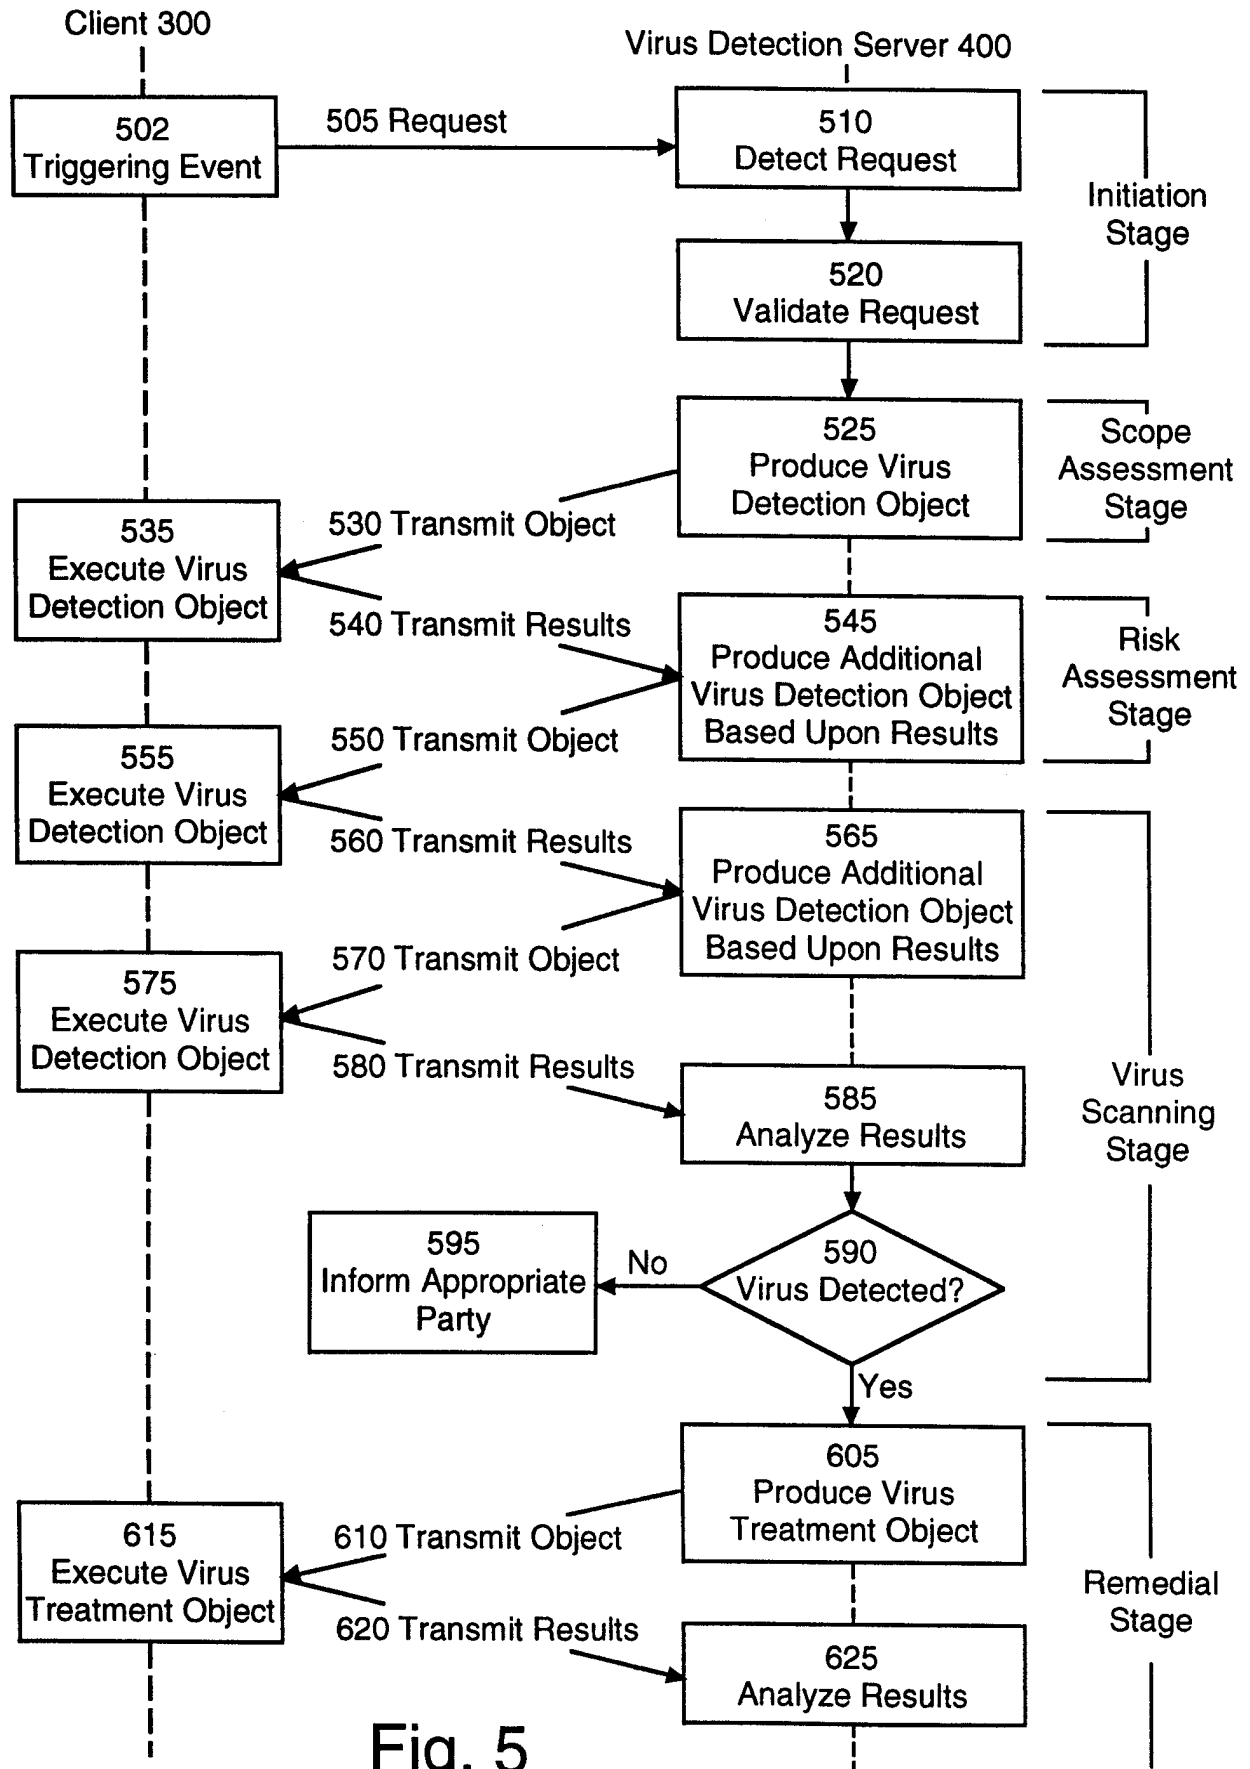 Client 300
Virus Detection Server 400
502
Triggering Event
505 Request
510
Detect Request
Initiation
Stage
520
Validate Request
525
Produce Virus
Detection Object
Scope
Assessment
Stage
530 Transmit Object
535
Execute Virus
Detection Object
540 Transmit Results
545
Produce Additional
Virus Detection Object
Based Upon Results
Risk
Assessment
Stage
550 Transmit Object
555
Execute Virus
Detection Object
560 Transmit Results
565
Produce Additional
Virus Detection Object
Based Upon Results
570 Transmit Object
575
Execute Virus
Detection Object
580 Transmit Results
585
Analyze Results
Virus
Scanning
Stage
590
Virus Detected?
No
595
Inform Appropriate
Party
Yes
605
Produce Virus
Treatment Object
610 Transmit Object
615
Execute Virus
Treatment Object
620 Transmit Results
625
Analyze Results
Remedial
Stage
Fig. 5